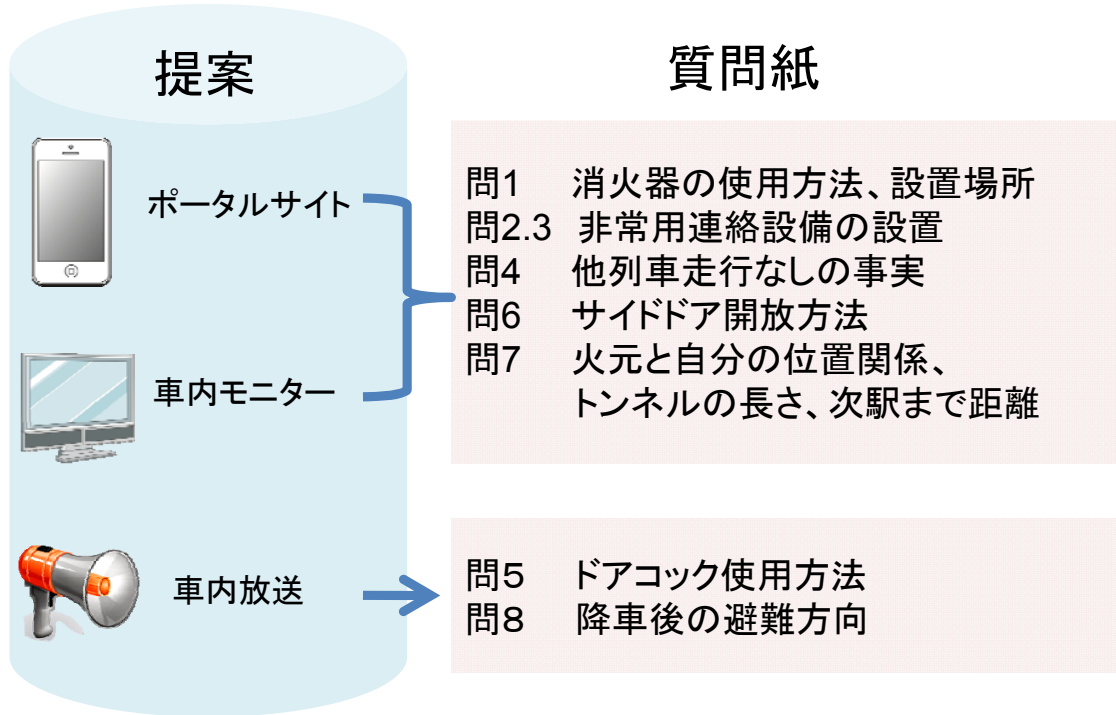 提案
ポータルサイト
車内モニター
車内放送
質問紙
問1 消火器の使用方法、設置場所
問2.3 非常用連絡設備の設置
問4 他列車走行なしの事実
問6 サイドドア開放方法
問7 火元と自分の位置関係、
トンネルの長さ、次駅まで距離
問5 ドアコック使用方法
問8 降車後の避難方向